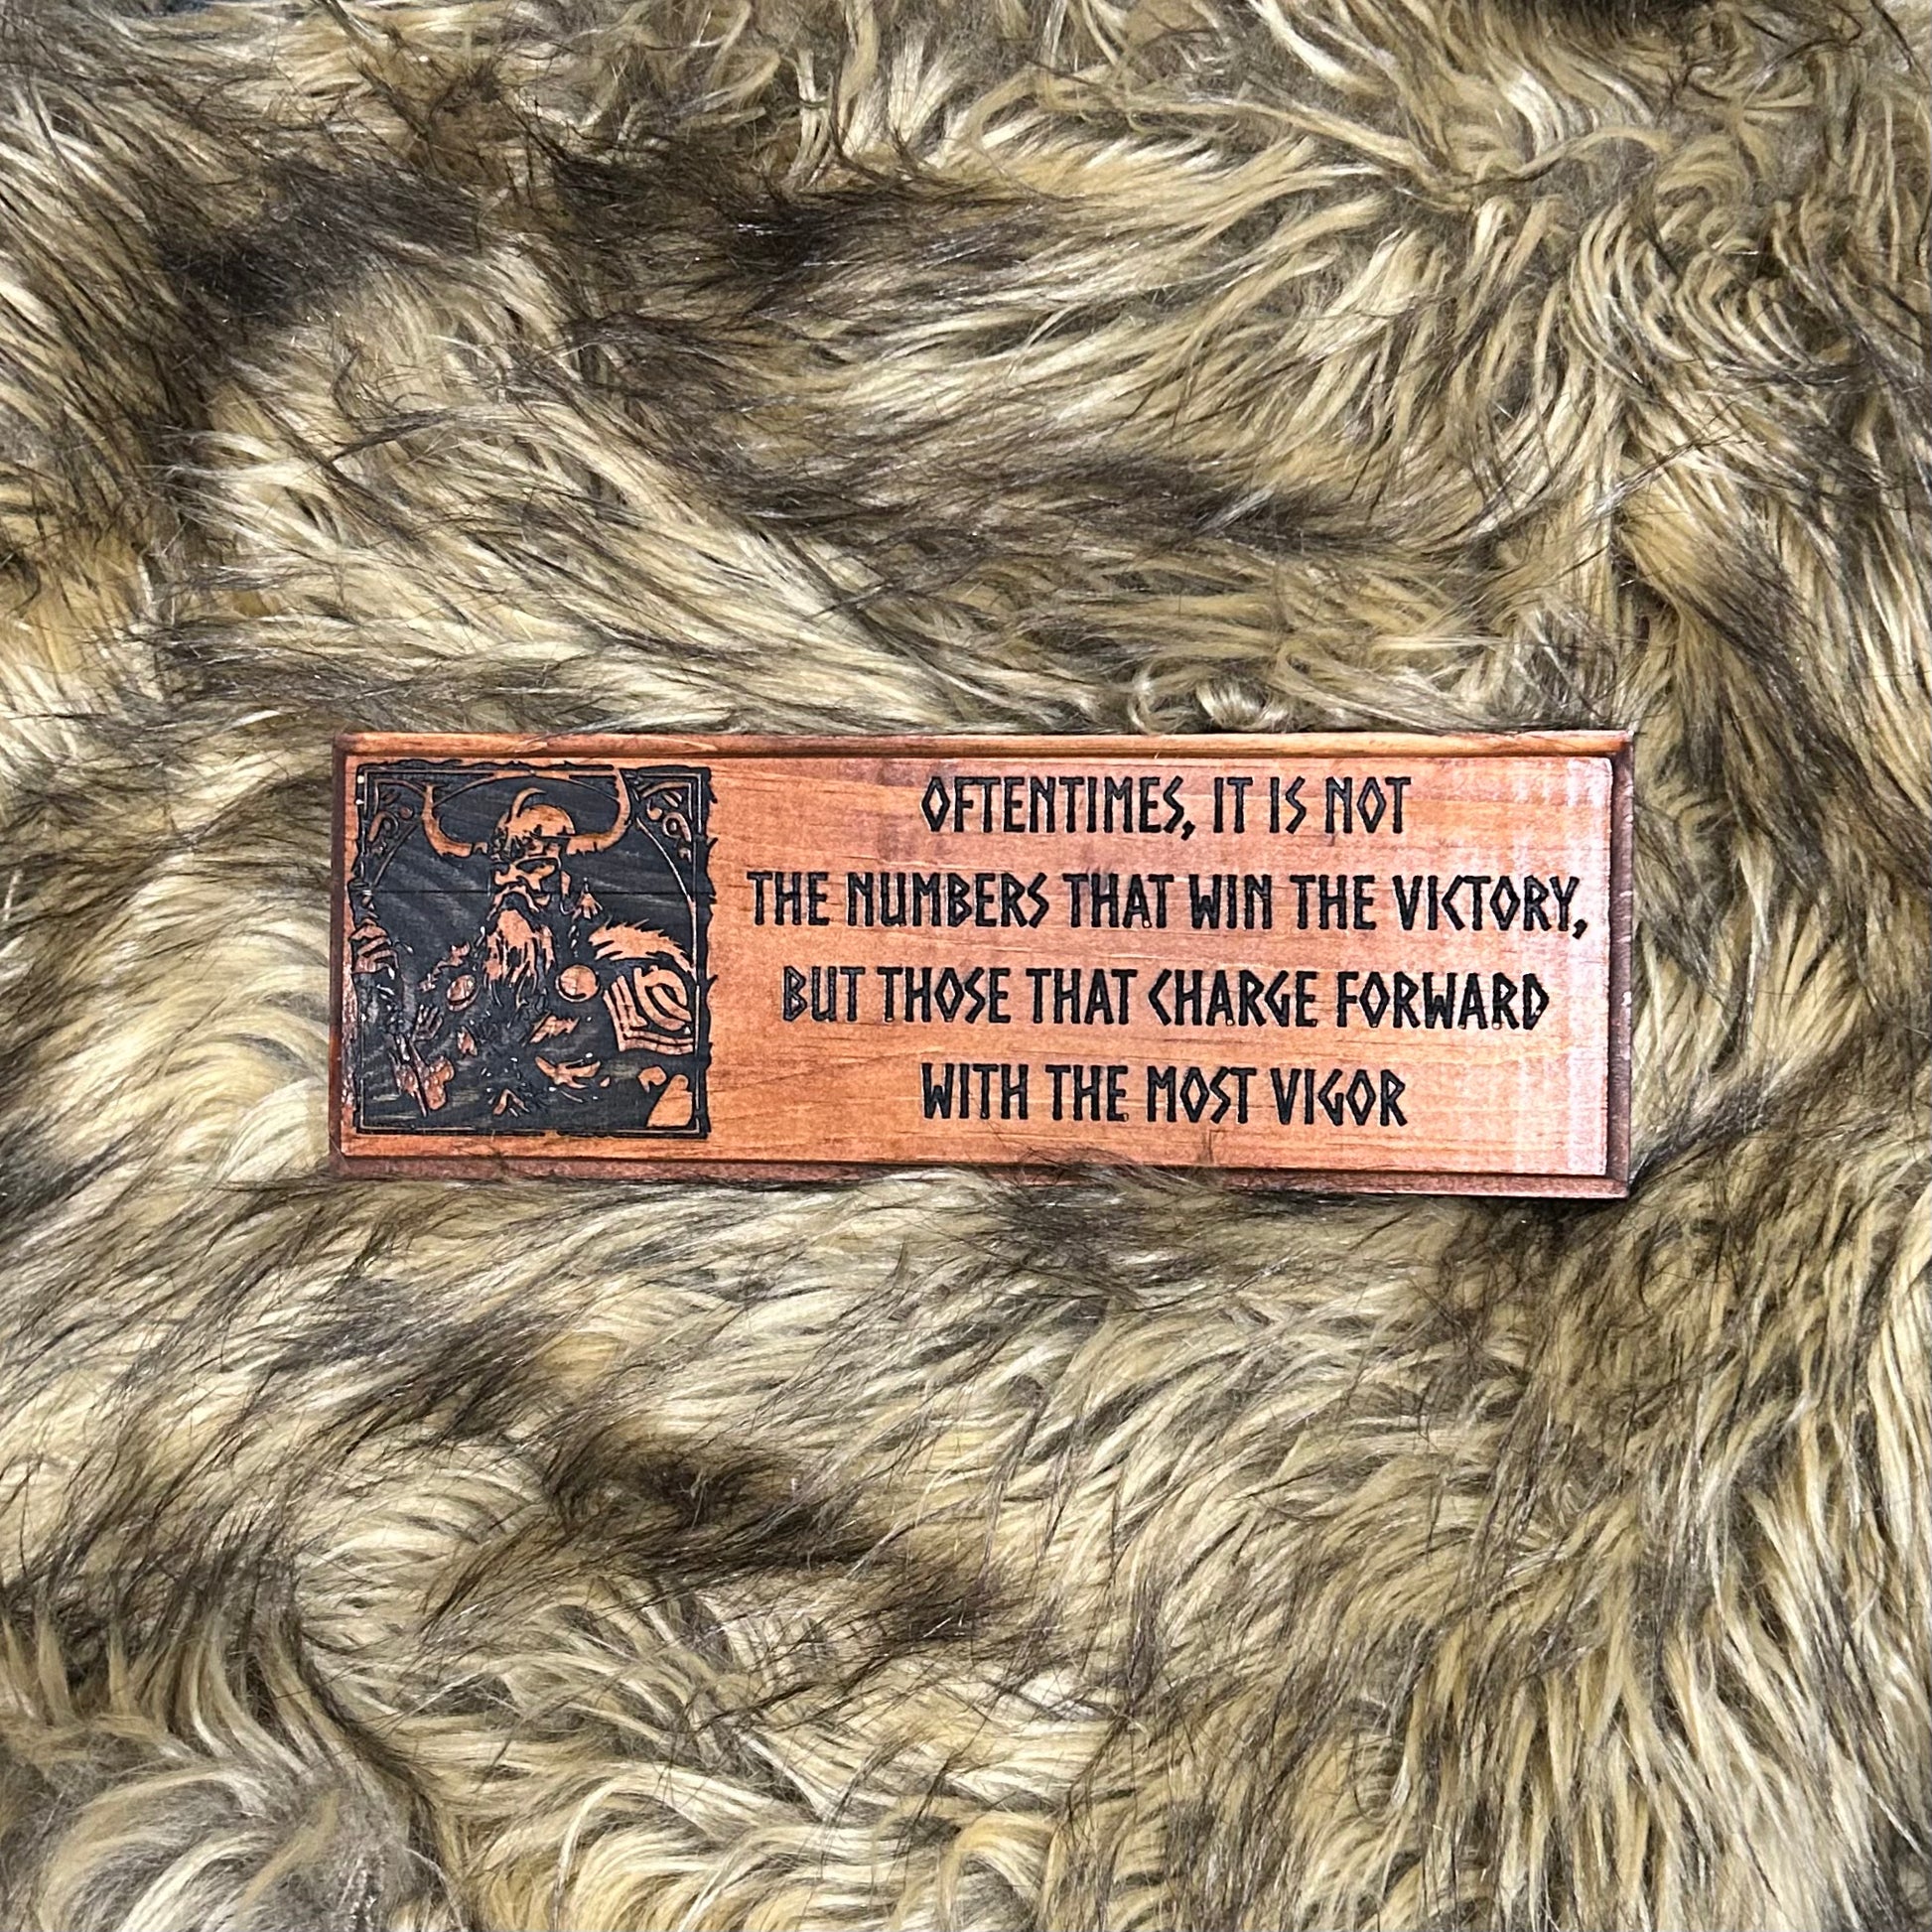 OFTENTIMES, IT IS NOT
THE NUMBERS THAT WIN THE VICTORY,
BUT THOSE THAT CHARGE FORWARD
WITH THE MOST VIGOR